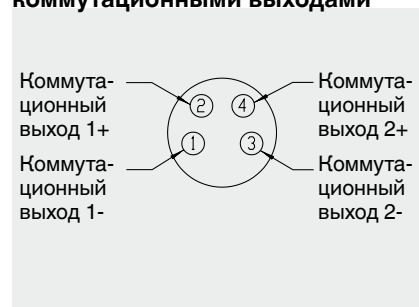 коммутационными выходами
Коммута-
ционный
выход 1+
Коммута-
ционный
выход 2+
2
4
1
3
Коммута-
ционный
выход 1-
Коммута-
ционный
выход 2-